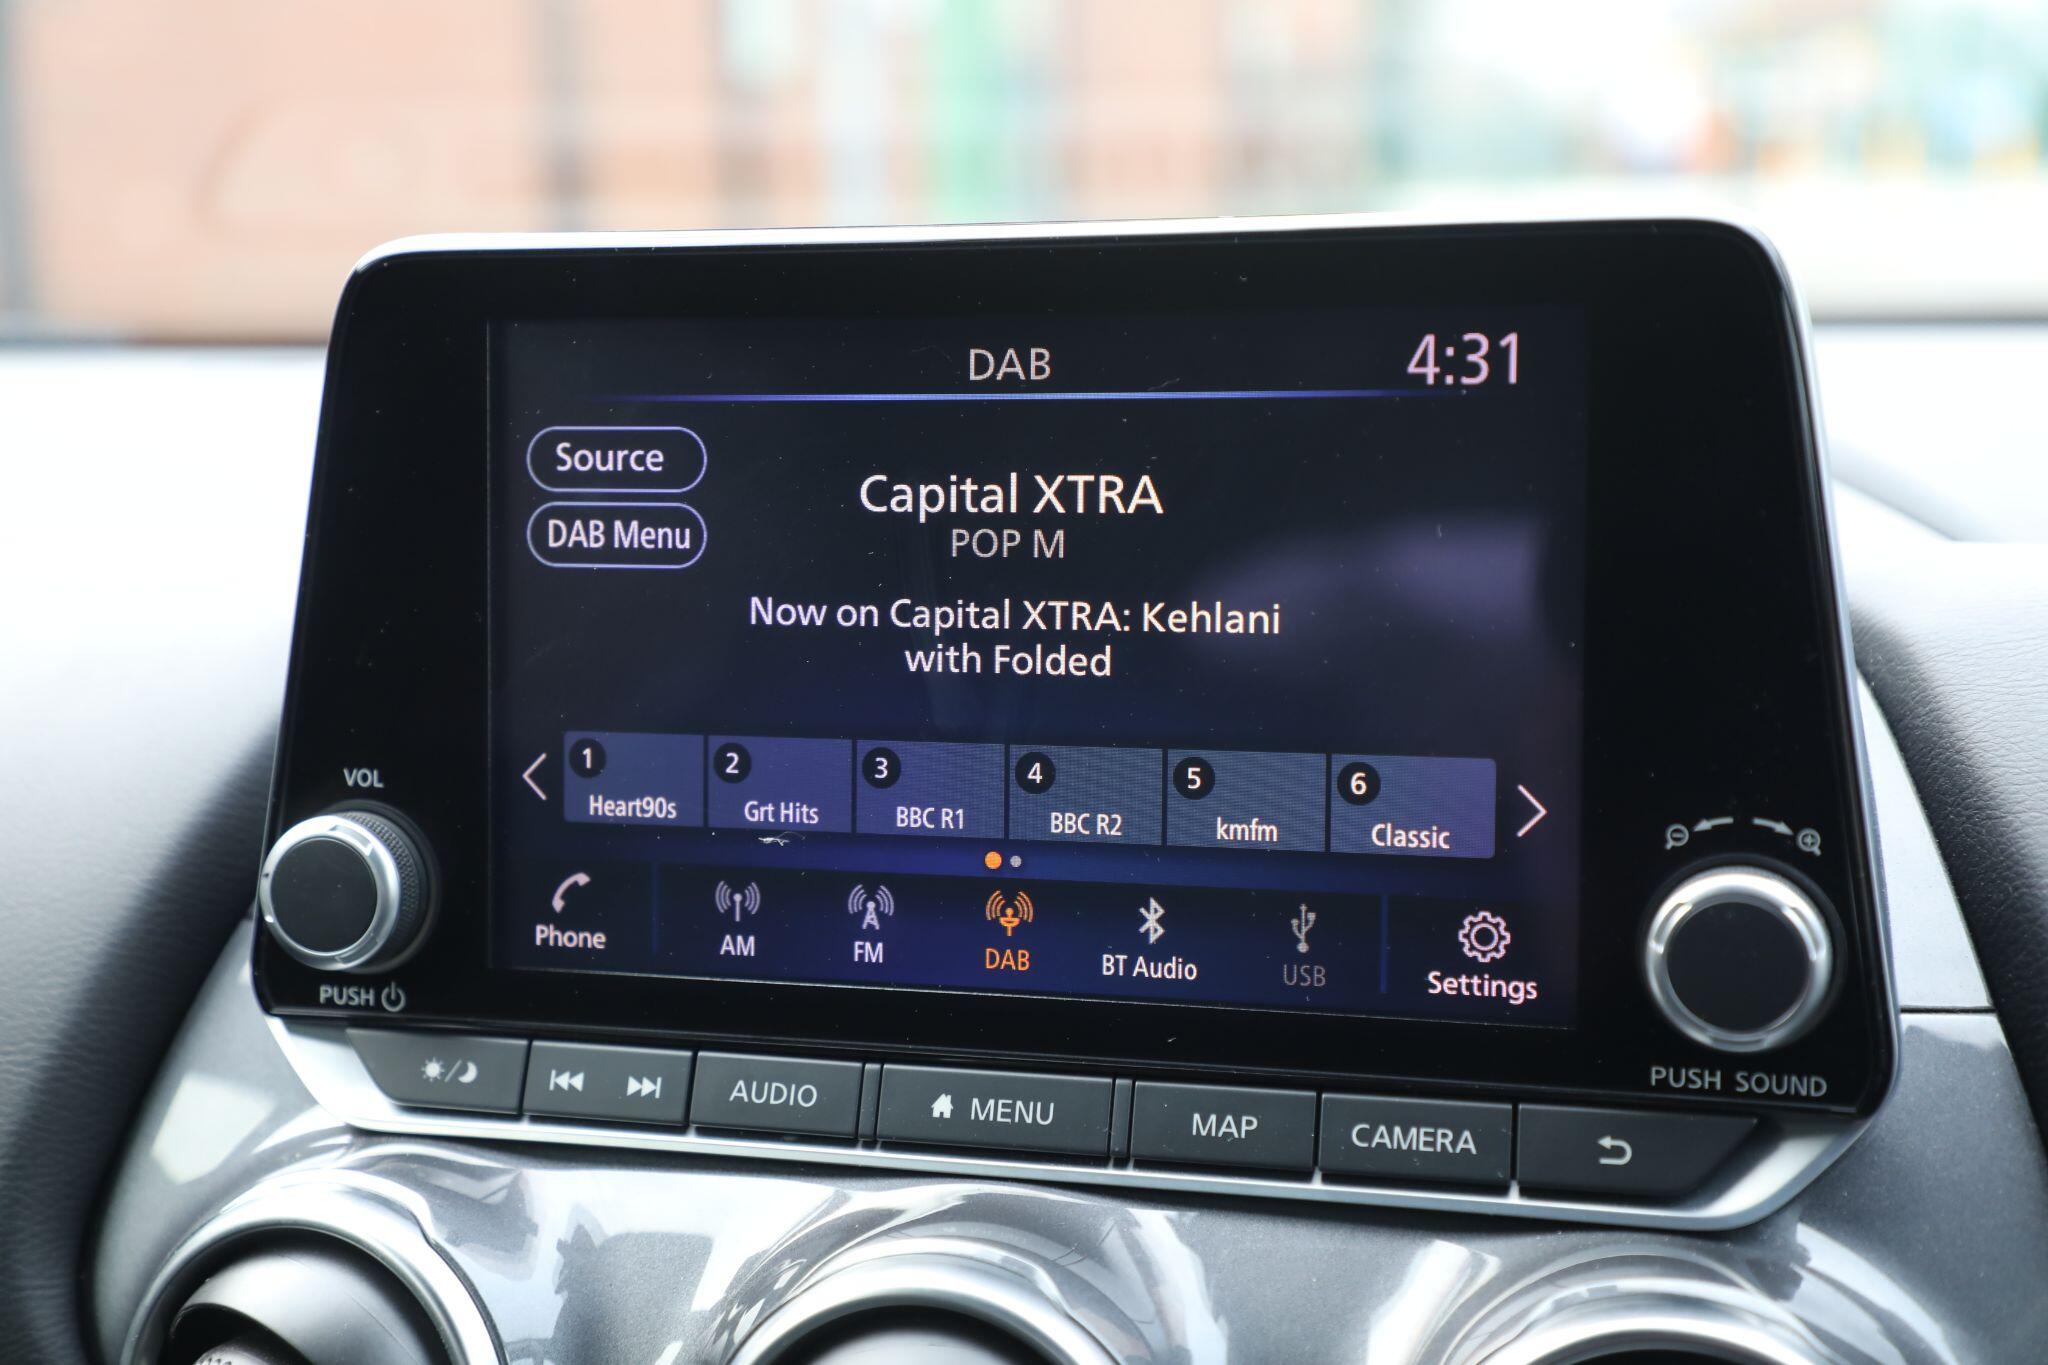 DAB
4:31
Source
DAB Menu
Capital XTRA
POP M
Now on Capital XTRA: Kehlani
with Folded
1
Heart90s
2
Grt Hits
3
BBC R1
4
BBC R2
5
kmfm
6
Classic
Phone
AM
FM
DAB
BT Audio
USB
Settings
VOL
PUSH
PUSH SOUND
AUDIO
MENU
MAP
CAMERA